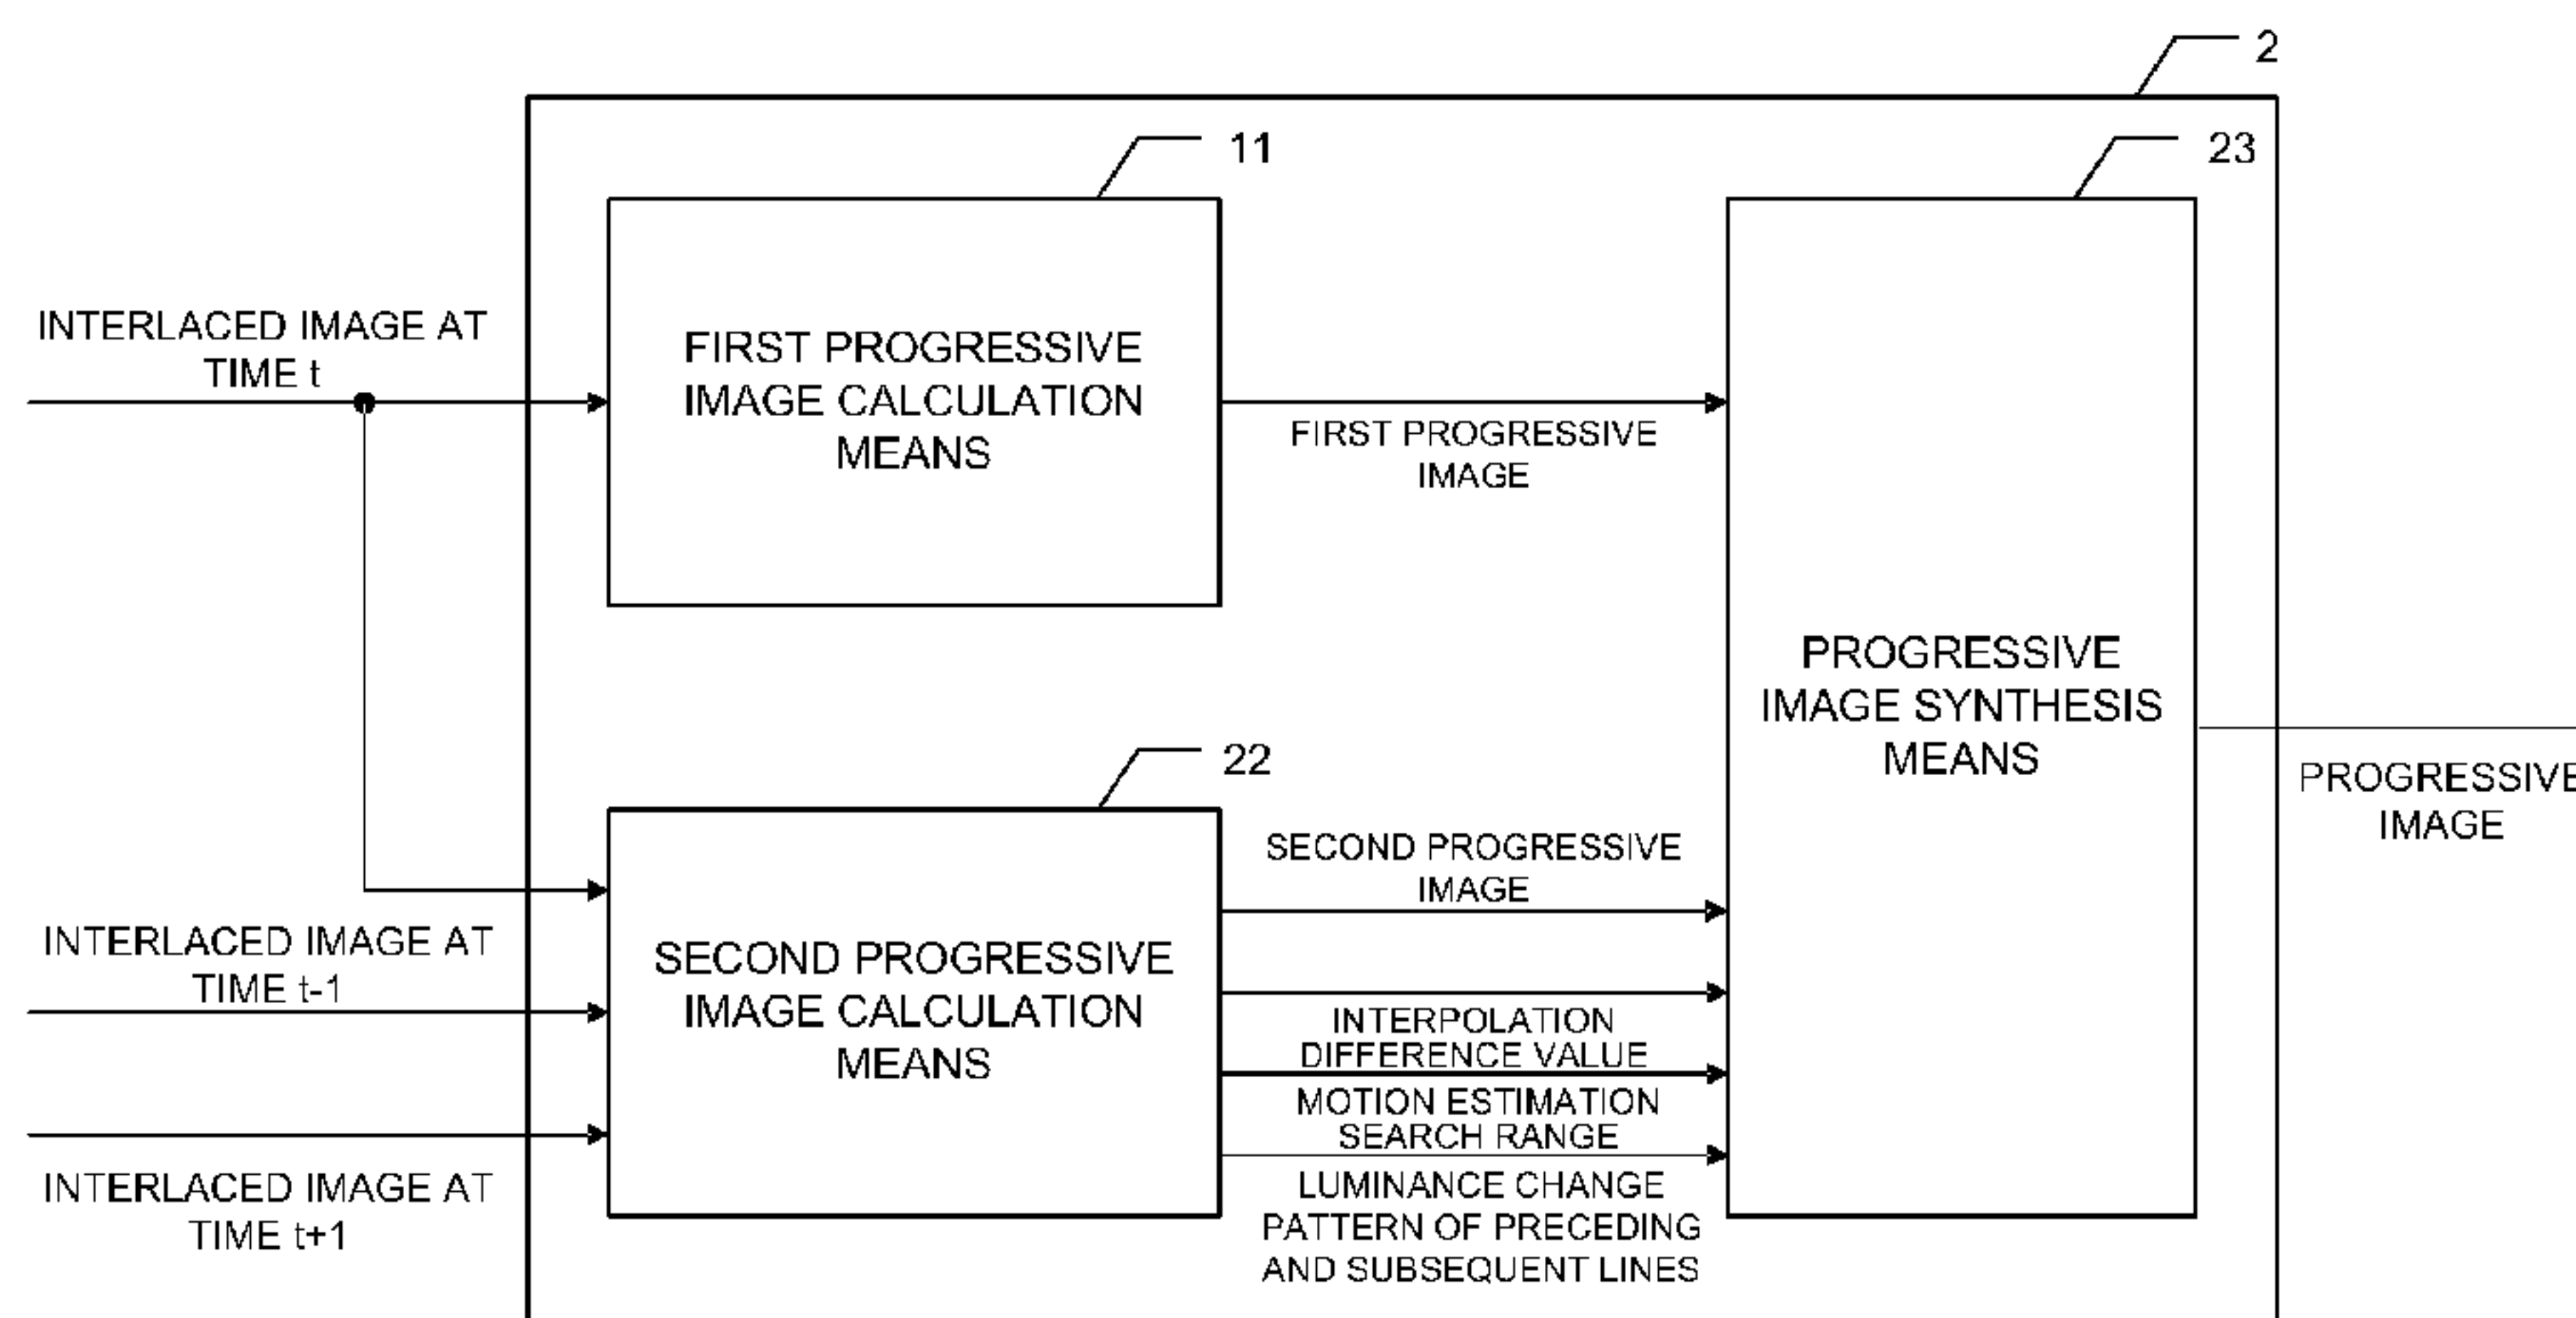 2
11
23
INTERLACED IMAGE AT
TIME t
FIRST PROGRESSIVE
IMAGE CALCULATION
MEANS
FIRST PROGRESSIVE
IMAGE
PROGRESSIVE
IMAGE SYNTHESIS
MEANS
PROGRESSIVE
IMAGE
22
INTERLACED IMAGE AT
TIME t-1
INTERLACED IMAGE AT
TIME t+1
SECOND PROGRESSIVE
IMAGE CALCULATION
MEANS
SECOND PROGRESSIVE
IMAGE
INTERPOLATION
DIFFERENCE VALUE
MOTION ESTIMATION
SEARCH RANGE
LUMINANCE CHANGE
PATTERN OF PRECEDING
AND SUBSEQUENT LINES